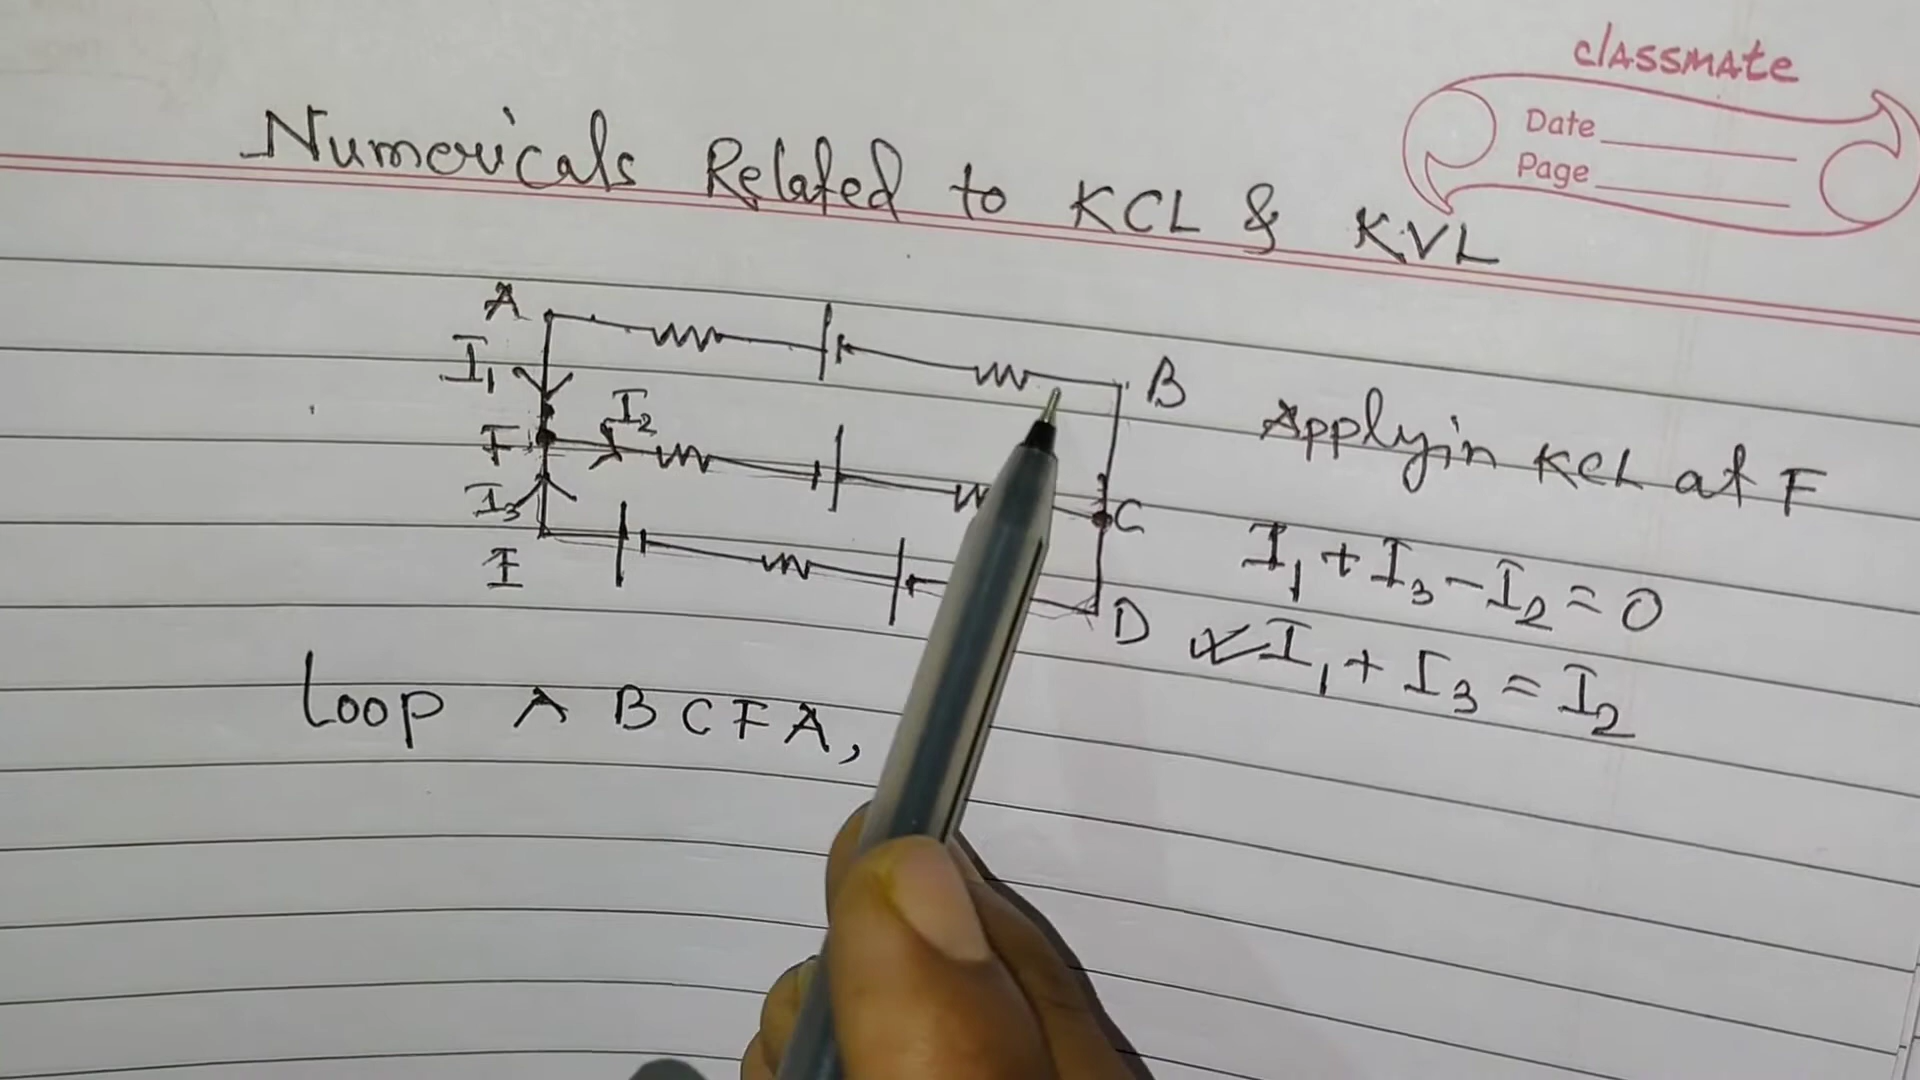 classmate
Date
Page
Numericals Related to KCL & KVL
A
I1
B
I2
F
I3
C
I
D
Applyin KCL at F
I1 + I3 - I2 = 0
I1 + I3 = I2
Loop A B C F A,